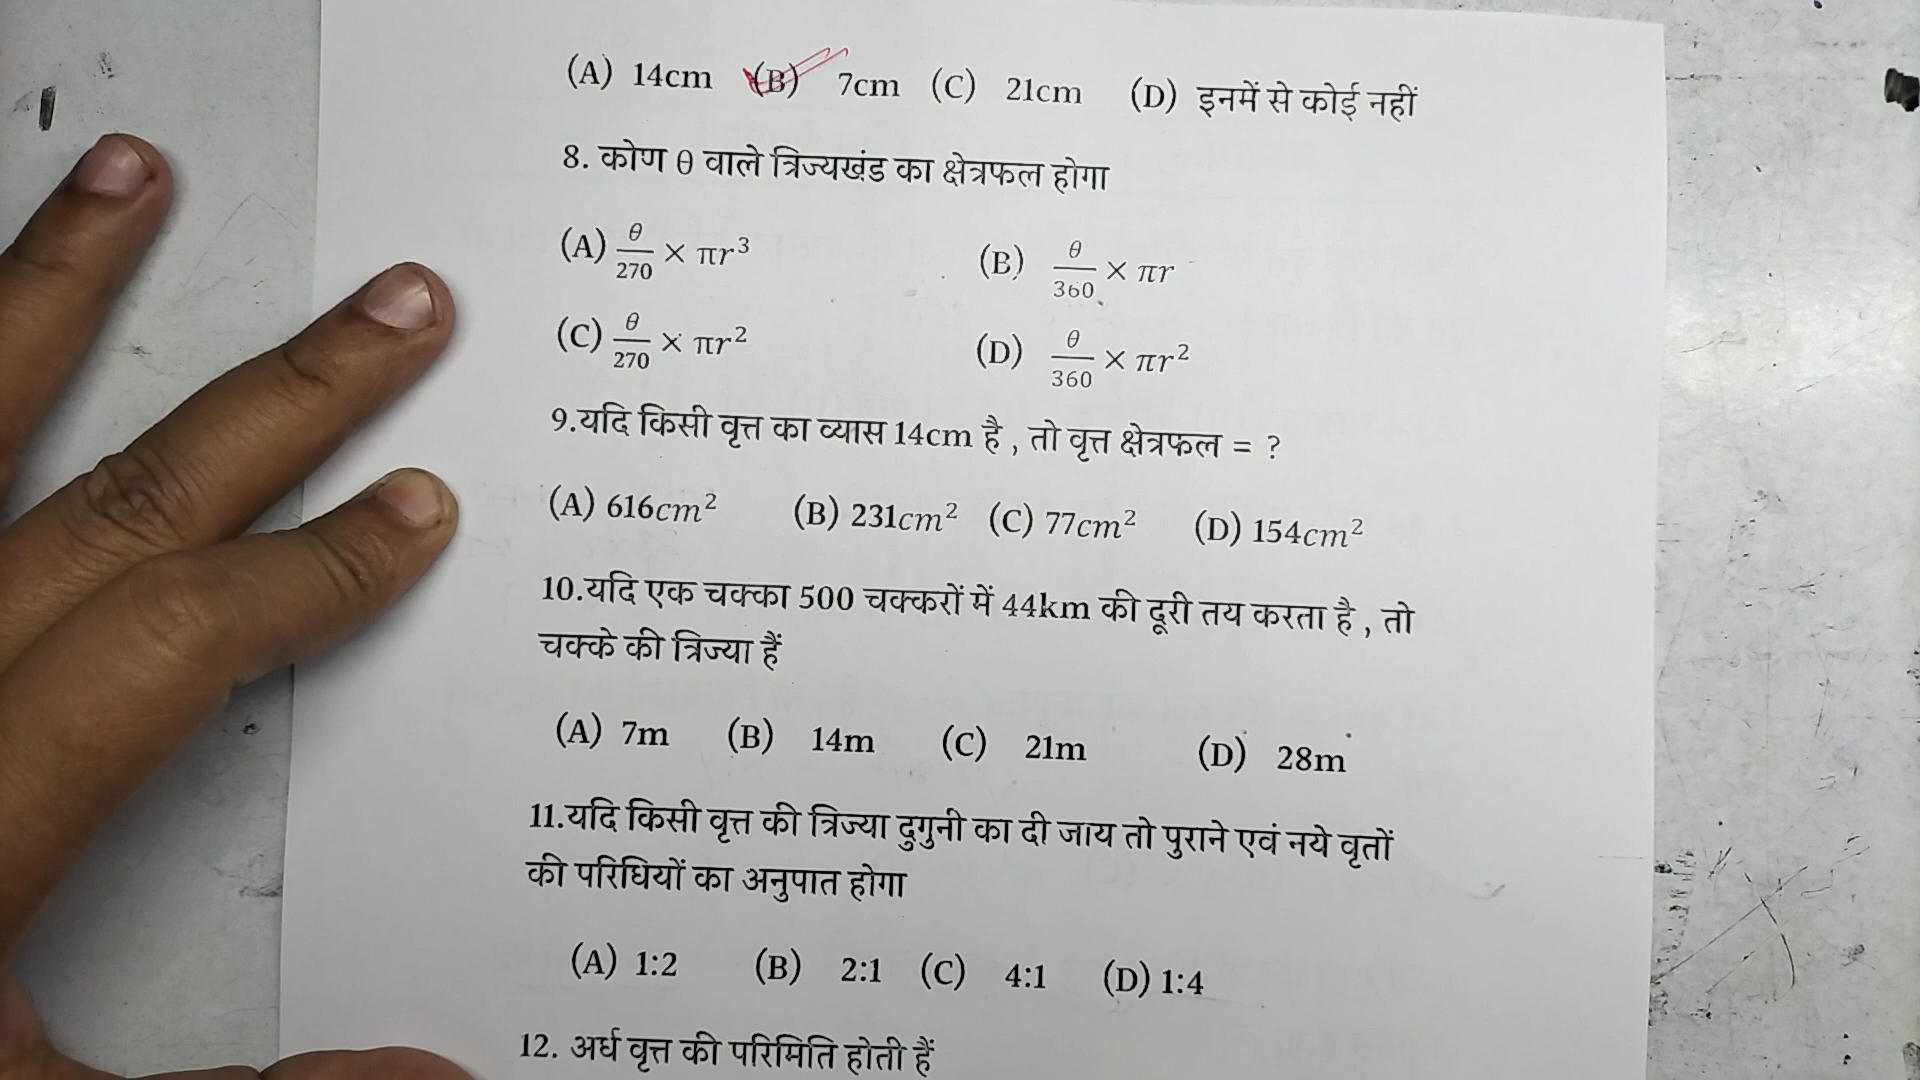 (A) 14cm (B) 7cm (C) 21cm (D) इनमें से कोई नहीं
8. कोण θ वाले त्रिज्यखंड का क्षेत्रफल होगा
(A) θ/270 × πr³ (B) θ/360 × πr
(C) θ/270 × πr² (D) θ/360 × πr²
9.यदि किसी वृत्त का व्यास 14cm है , तो वृत्त क्षेत्रफल = ?
(A) 616cm² (B) 231cm² (C) 77cm² (D) 154cm²
10.यदि एक चक्का 500 चक्करों में 44km की दूरी तय करता है , तो
चक्के की त्रिज्या हैं
(A) 7m (B) 14m (C) 21m (D) 28m
11.यदि किसी वृत्त की त्रिज्या दुगुनी का दी जाय तो पुराने एवं नये वृतों
की परिधियों का अनुपात होगा
(A) 1:2 (B) 2:1 (C) 4:1 (D) 1:4
12. अर्ध वृत्त की परिमिति होती हैं